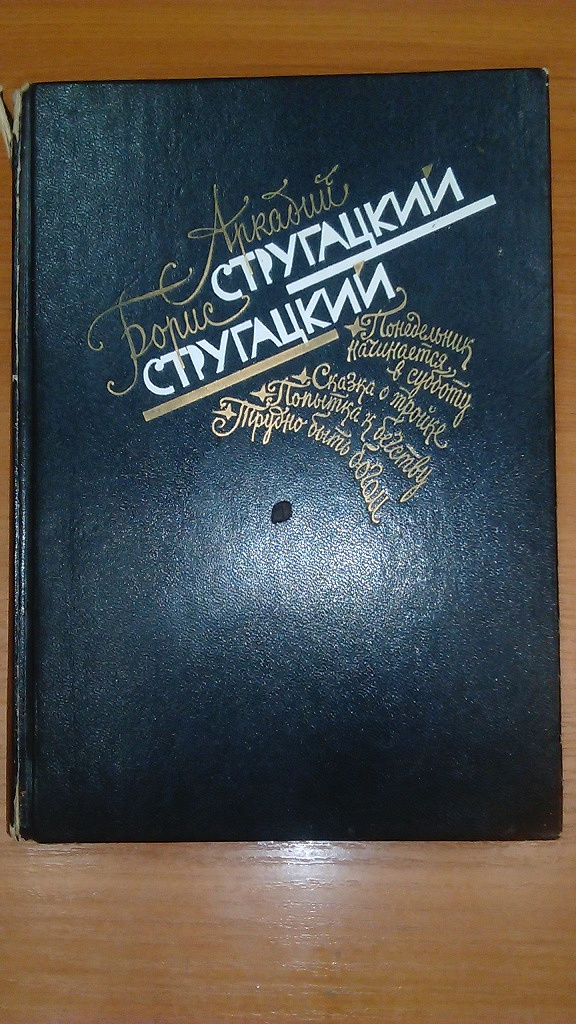 Аркадий
СТРУГАЦКИЙ
Борис
СТРУГАЦКИЙ
Понедельник
начинается
в субботу
Сказка о тройке
Попытка к бегству
Трудно быть богом